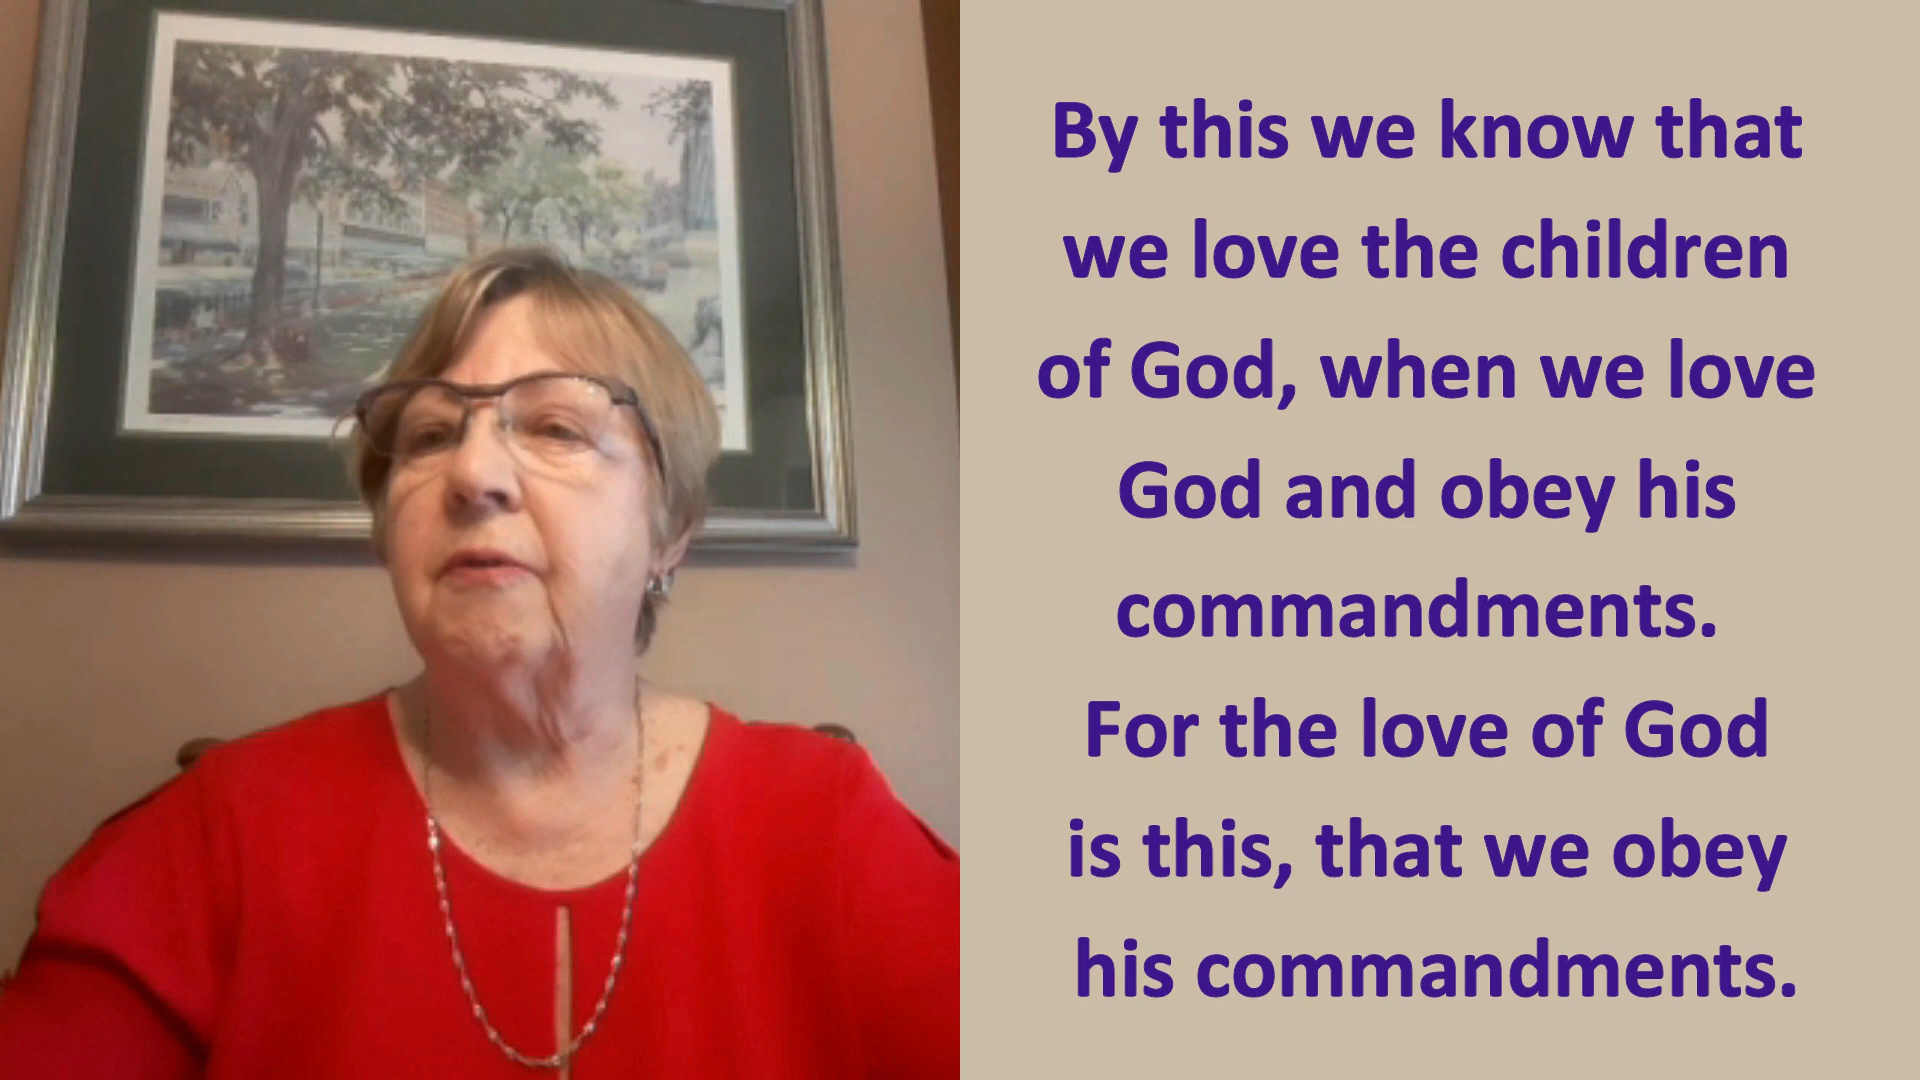 By this we know that
we love the children
of God, when we love
God and obey his
commandments.
For the love of God
is this, that we obey
his commandments.